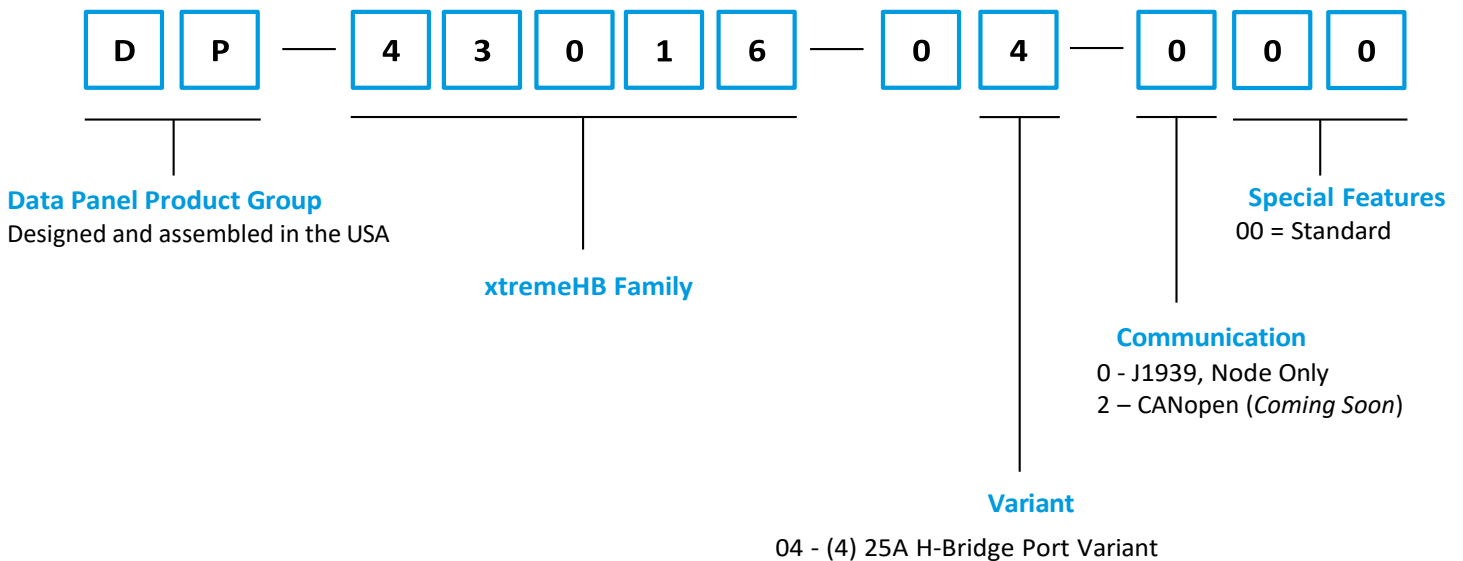 D P — 4 3 0 1 6 — 0 4 — 0 0 0
Data Panel Product Group
Designed and assembled in the USA
Special Features
00 = Standard
xtremeHB Family
Communication
0 - J1939, Node Only
2 – CANopen (Coming Soon)
Variant
04 - (4) 25A H-Bridge Port Variant